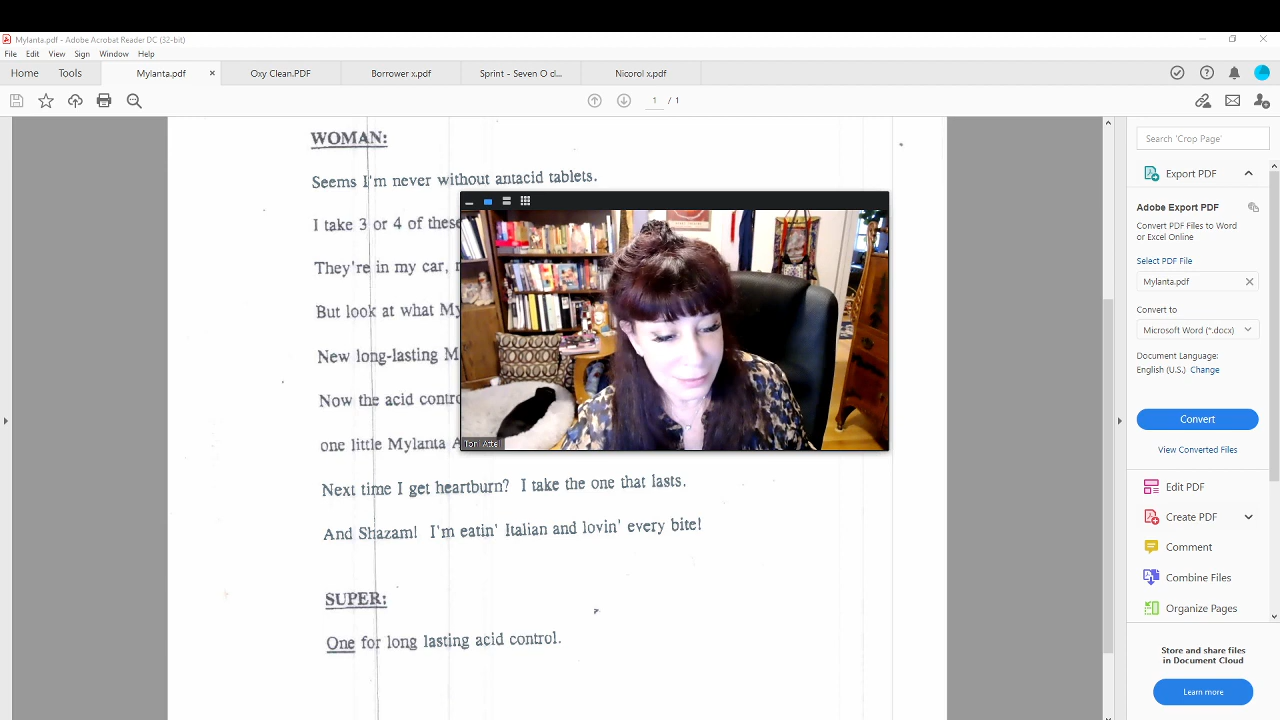 Mylanta.pdf - Adobe Acrobat Reader DC (32-bit)
File Edit View Sign Window Help
Home Tools Mylanta.pdf Oxy Clean.PDF Borrower x.pdf Sprint - Seven O cl... Nicorol x.pdf
1 / 1
WOMAN:
Seems I'm never without antacid tablets.
I take 3 or 4 of these
They're in my car,
But look at what My
New long-lasting M
Now the acid contro
one little Mylanta A
Next time I get heartburn? I take the one that lasts.
And Shazam! I'm eatin' Italian and lovin' every bite!
SUPER:
One for long lasting acid control.
Toni Attell
Search 'Crop Page'
Export PDF
Adobe Export PDF
Convert PDF Files to Word
or Excel Online
Select PDF File
Mylanta.pdf
Convert to
Microsoft Word (*.docx)
Document Language:
English (U.S.) Change
Convert
View Converted Files
Edit PDF
Create PDF
Comment
Combine Files
Organize Pages
Store and share files
in Document Cloud
Learn more